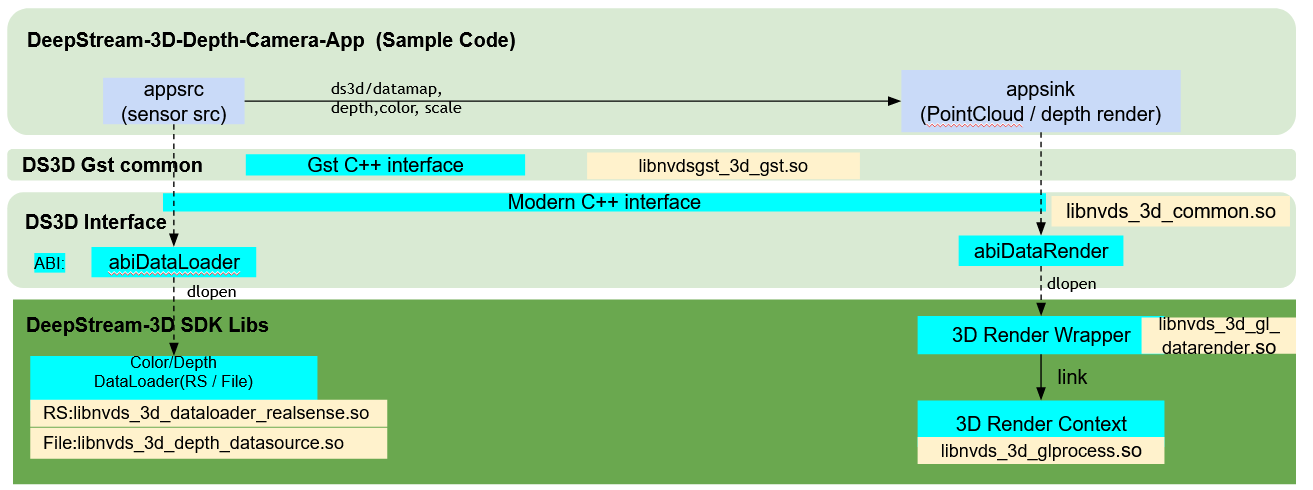 DeepStream-3D-Depth-Camera-App (Sample Code)
appsrc
(sensor src)
ds3d/datamap,
depth,color, scale
appsink
(PointCloud / depth render)
DS3D Gst common
Gst C++ interface
libnvdsgst_3d_gst.so
Modern C++ interface
libnvds_3d_common.so
DS3D Interface
ABI:
abiDataLoader
abiDataRender
dlopen
dlopen
DeepStream-3D SDK Libs
3D Render Wrapper
libnvds_3d_gl_
datarender.so
Color/Depth
DataLoader(RS / File)
link
RS:libnvds_3d_dataloader_realsense.so
File:libnvds_3d_depth_datasource.so
3D Render Context
libnvds_3d_glprocess.so